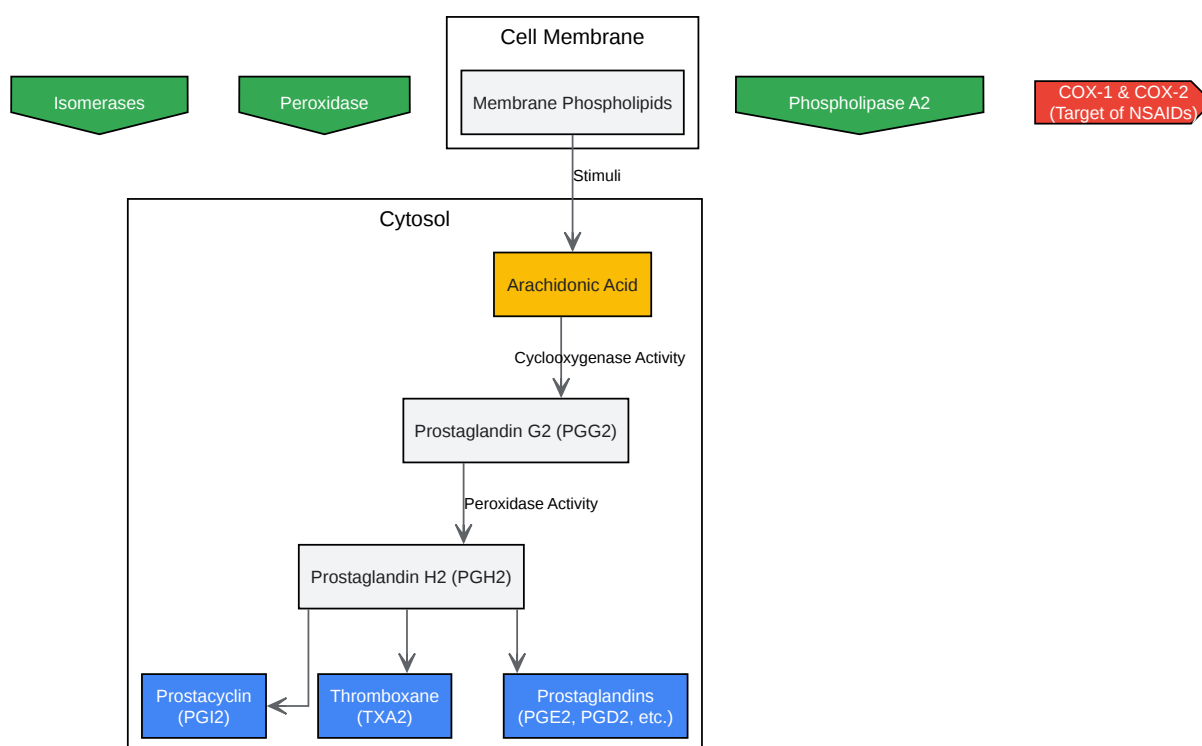 Cell Membrane
Isomerases
Peroxidase
Membrane Phospholipids
Phospholipase A2
COX-1 & COX-2
(Target of NSAIDs)
Stimuli
Cytosol
Arachidonic Acid
Cyclooxygenase Activity
Prostaglandin G2 (PGG2)
Peroxidase Activity
Prostaglandin H2 (PGH2)
Prostacyclin
(PGI2)
Thromboxane
(TXA2)
Prostaglandins
(PGE2, PGD2, etc.)